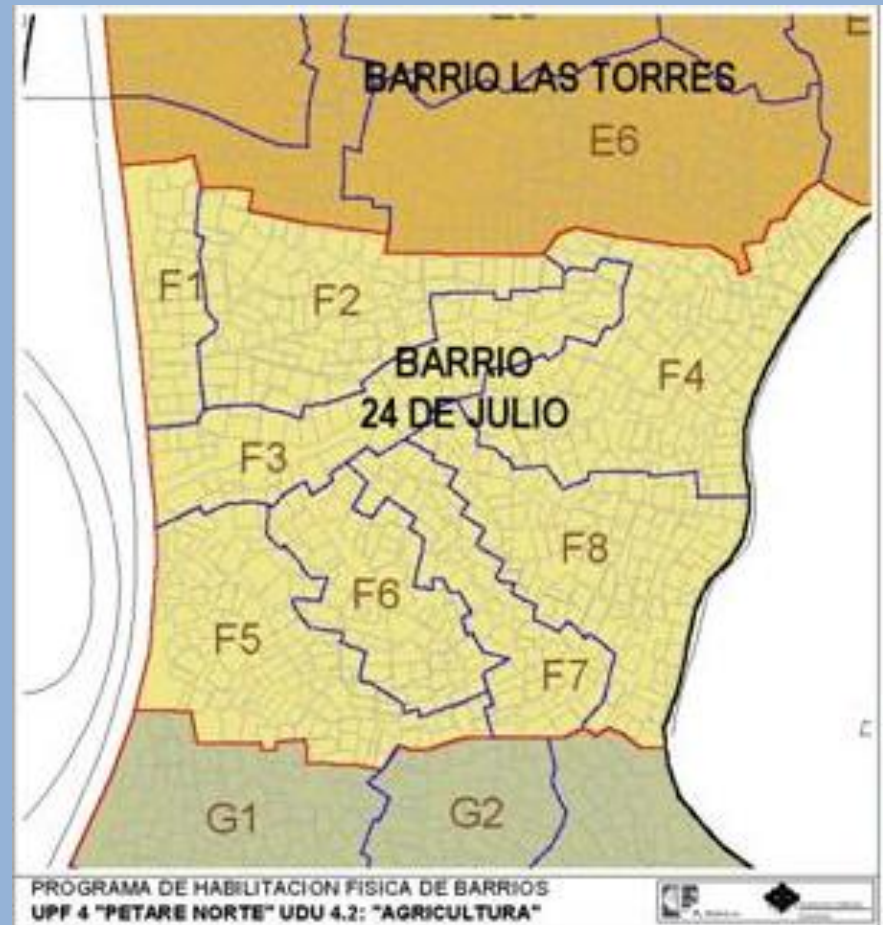 BARRIO LAS TORRES
E6
F1
F2
BARRIO
24 DE JULIO
F4
F3
F8
F6
F5
F7
G1
G2
PROGRAMA DE HABILITACION FISICA DE BARRIOS
UPF 4 "PETARE NORTE" UDU 4.2: "AGRICULTURA"